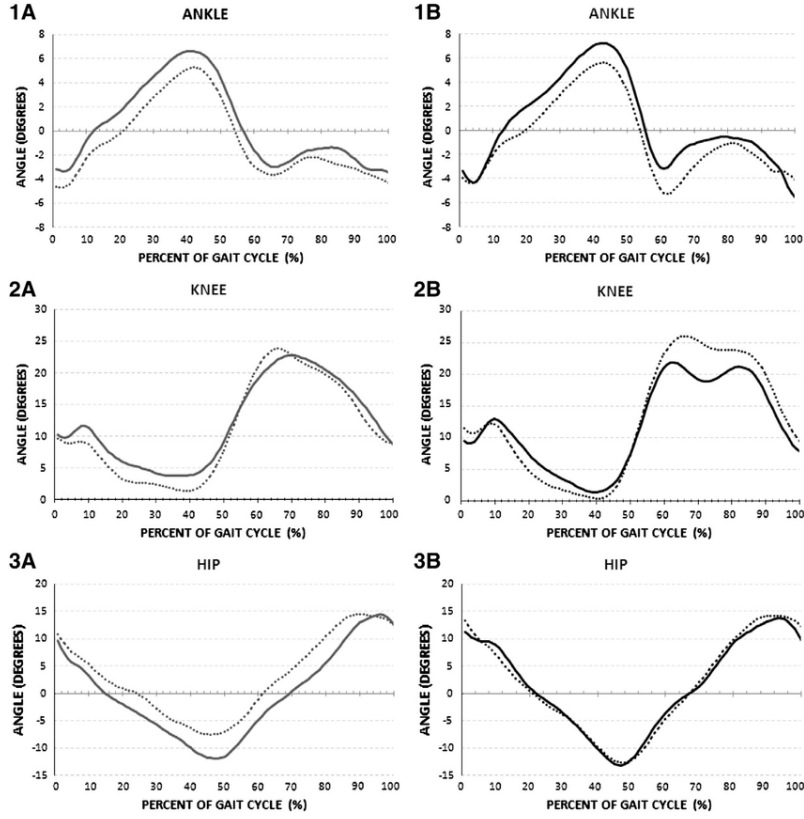 1A
ANKLE
ANGLE (DEGREES)
8
6
4
2
0
-2
-4
-6
-8
0 10 20 30 40 50 60 70 80 90 100
PERCENT OF GAIT CYCLE (%)
1B
ANKLE
ANGLE (DEGREES)
8
6
4
2
0
-2
-4
-6
-8
0 10 20 30 40 50 60 70 80 90 100
PERCENT OF GAIT CYCLE (%)
2A
KNEE
ANGLE (DEGREES)
30
25
20
15
10
5
0
0 10 20 30 40 50 60 70 80 90 100
PERCENT OF GAIT CYCLE (%)
2B
KNEE
ANGLE (DEGREES)
30
25
20
15
10
5
0
0 10 20 30 40 50 60 70 80 90 100
PERCENT OF GAIT CYCLE (%)
3A
HIP
ANGLE (DEGREES)
20
15
10
5
0
-5
-10
-15
0 10 20 30 40 50 60 70 80 90 100
PERCENT OF GAIT CYCLE (%)
3B
HIP
ANGLE (DEGREES)
20
15
10
5
0
-5
-10
-15
0 10 20 30 40 50 60 70 80 90 100
PERCENT OF GAIT CYCLE (%)